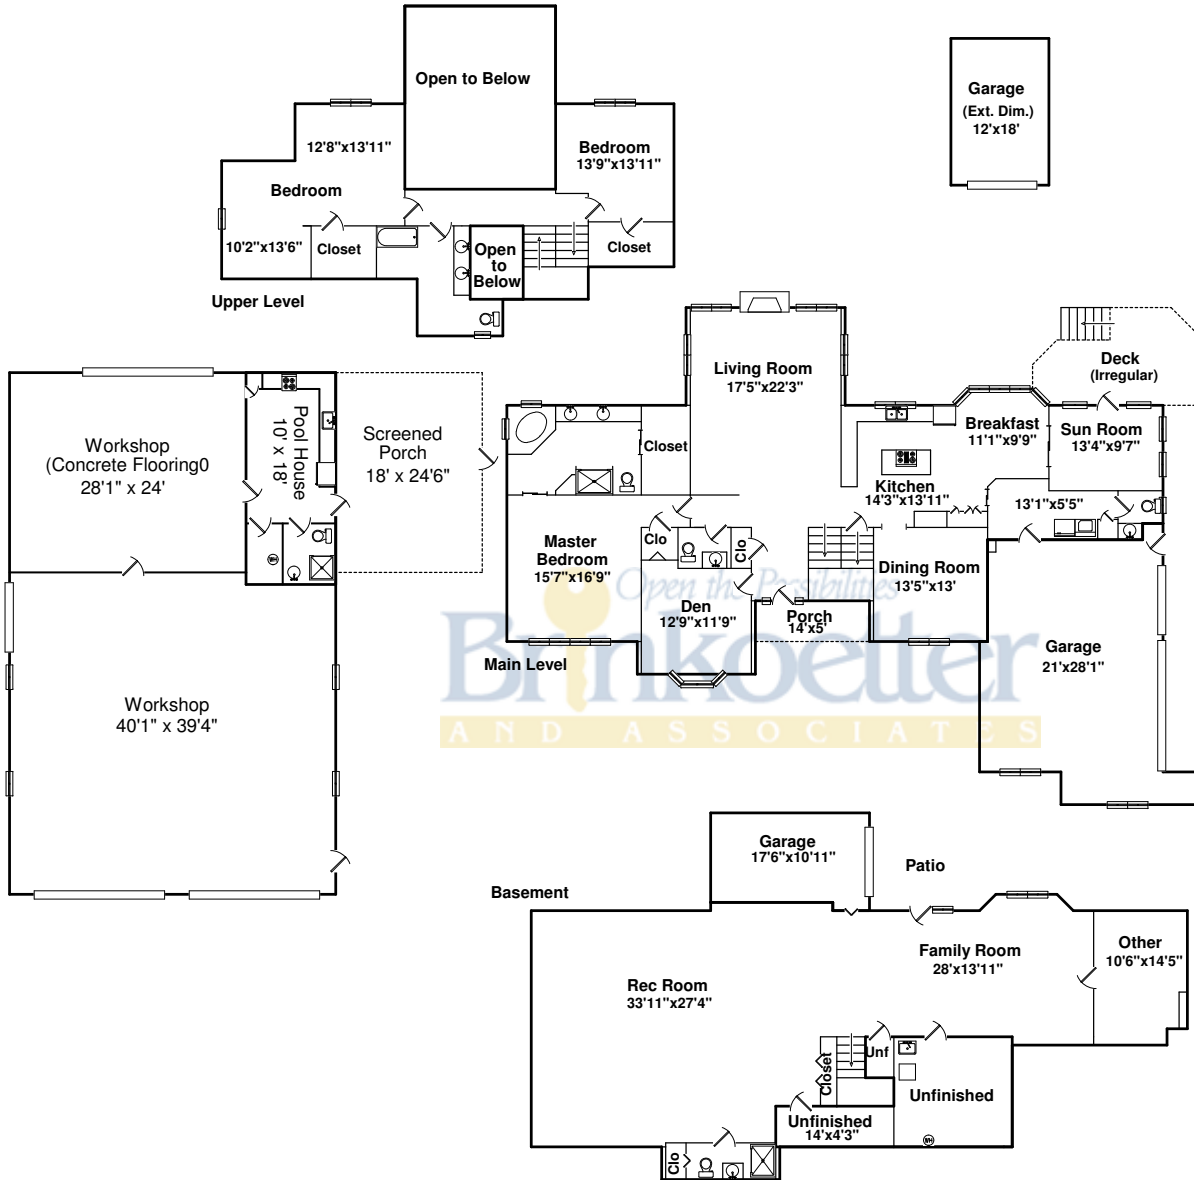 Open to Below
Garage
(Ext. Dim.)
12'x18'
12'8"x13'11"
Bedroom
13'9"x13'11"
Bedroom
10'2"x13'6"
Closet
Open
to
Below
Closet
Upper Level
Living Room
17'5"x22'3"
Deck
(Irregular)
Workshop
(Concrete Flooring0
28'1" x 24'
Pool House
10' x 18'
Screened
Porch
18' x 24'6"
WH
Closet
Breakfast
11'1"x9'9"
Sun Room
13'4"x9'7"
Kitchen
14'3"x13'11"
13'1"x5'5"
Master
Bedroom
15'7"x16'9"
Clo
Clo
Dining Room
13'5"x13'
Den
12'9"x11'9"
Porch
14'x5'
Open the Possibilities
Brinkoetter
AND ASSOCIATES
Main Level
Garage
21'x28'1"
Workshop
40'1" x 39'4"
Garage
17'6"x10'11"
Patio
Basement
Rec Room
33'11"x27'4"
Family Room
28'x13'11"
Other
10'6"x14'5"
Closet
Unf
Unfinished
Unfinished
14'x4'3"
WH
Clo